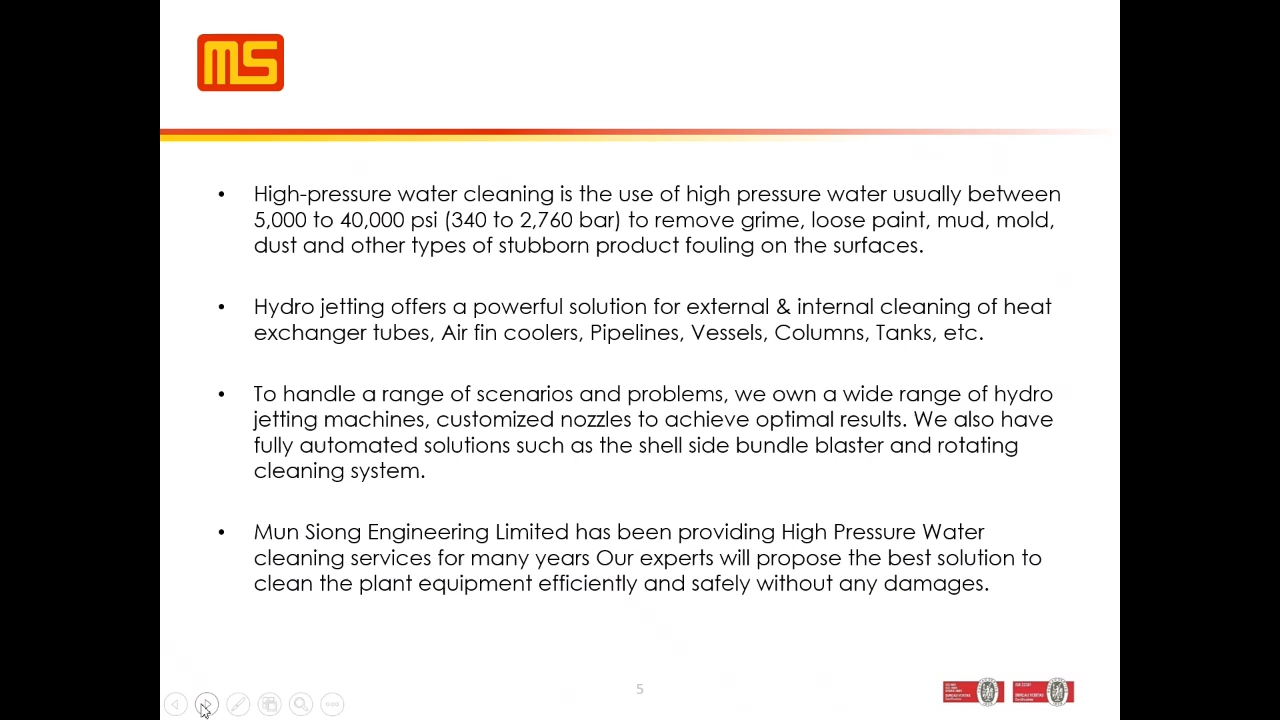 MS
• High-pressure water cleaning is the use of high pressure water usually between
5,000 to 40,000 psi (340 to 2,760 bar) to remove grime, loose paint, mud, mold,
dust and other types of stubborn product fouling on the surfaces.
• Hydro jetting offers a powerful solution for external & internal cleaning of heat
exchanger tubes, Air fin coolers, Pipelines, Vessels, Columns, Tanks, etc.
• To handle a range of scenarios and problems, we own a wide range of hydro
jetting machines, customized nozzles to achieve optimal results. We also have
fully automated solutions such as the shell side bundle blaster and rotating
cleaning system.
• Mun Siong Engineering Limited has been providing High Pressure Water
cleaning services for many years Our experts will propose the best solution to
clean the plant equipment efficiently and safely without any damages.
5
BUREAU VERITAS
Certification
BUREAU VERITAS
Certification